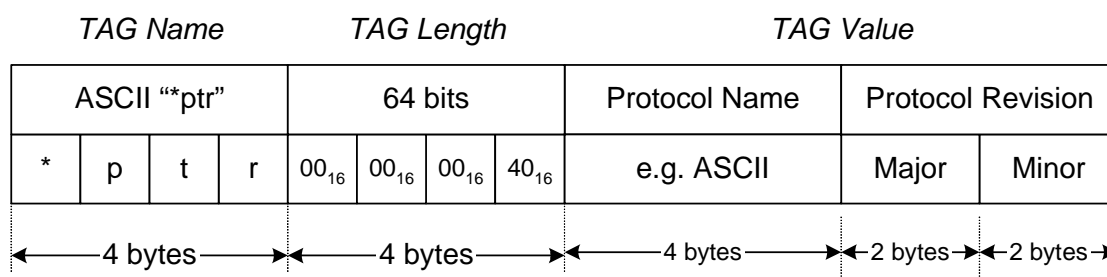 TAG Name TAG Length TAG Value
ASCII “*ptr” 64 bits Protocol Name Protocol Revision
* p t r 00₁₆ 00₁₆ 00₁₆ 40₁₆ e.g. ASCII Major Minor
4 bytes 4 bytes 4 bytes 2 bytes 2 bytes